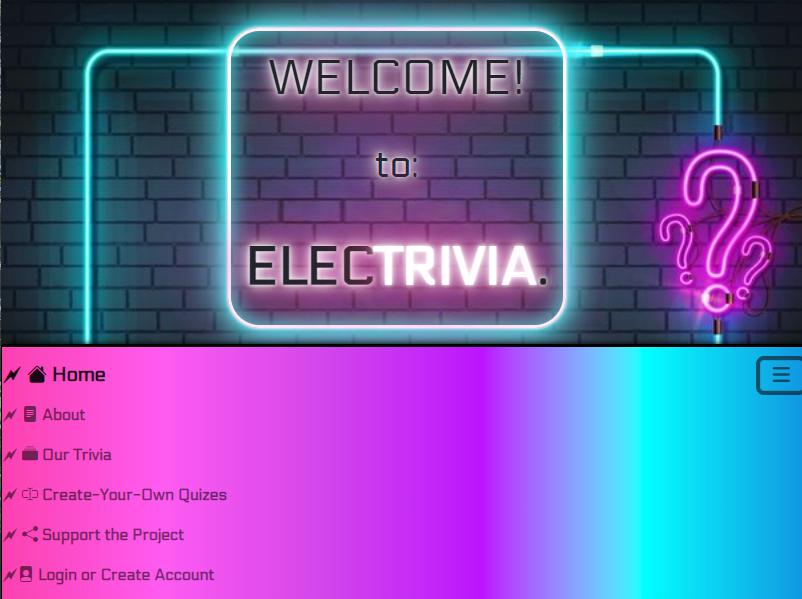 WELCOME!
to:
ELECTRIVIA.
Home
About
Our Trivia
Create-Your-Own Quizes
Support the Project
Login or Create Account